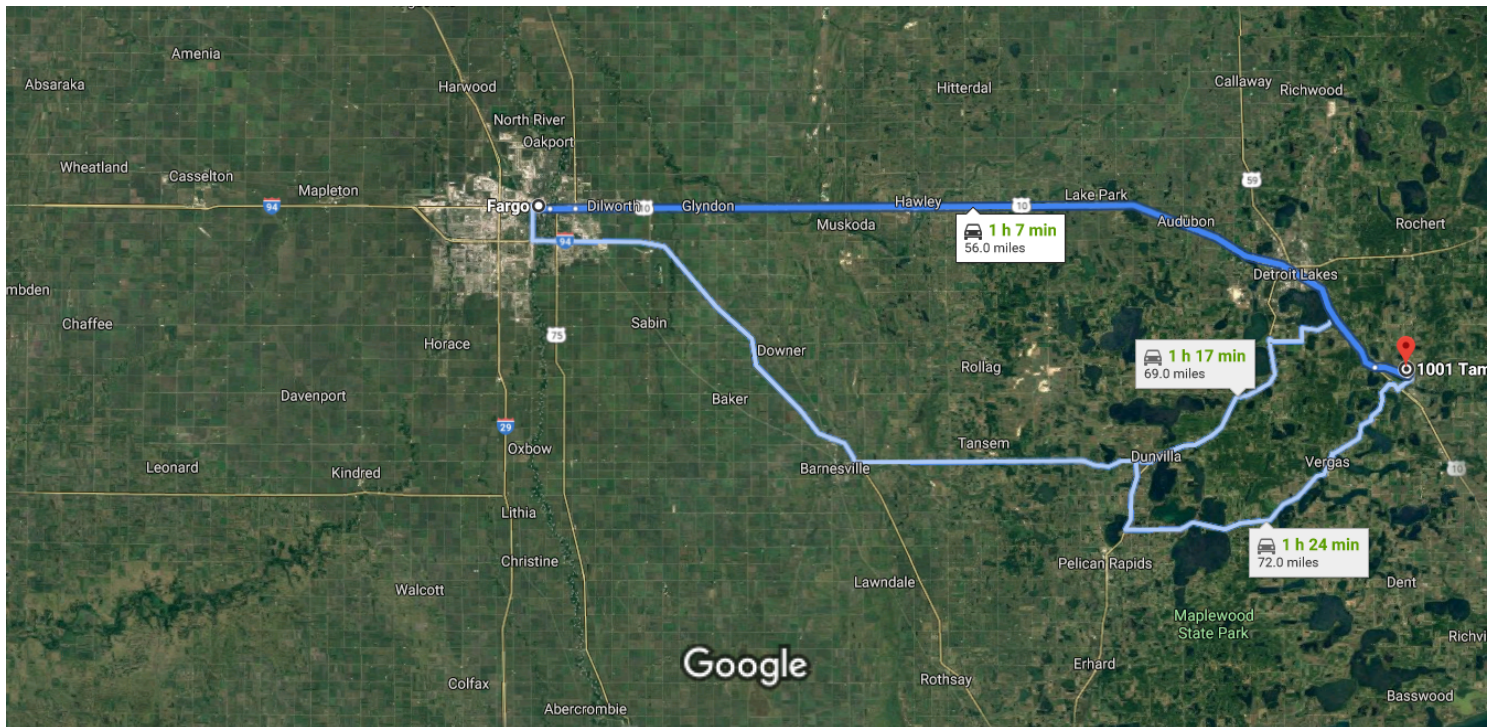 Amenia
Absaraka
Harwood
Hitterdal
Callaway
Richwood
North River
Oakport
Wheatland
Casselton
Mapleton
94
Fargo
Dilworth
10
Glyndon
Hawley
10
Lake Park
59
Muskoda
Audubon
Rochert
1 h 7 min
56.0 miles
94
Detroit Lakes
mbden
Chaffee
Horace
75
Sabin
Downer
Rollag
1 h 17 min
69.0 miles
1001 Tam
Davenport
Baker
29
Oxbow
Tansem
Leonard
Kindred
Barnesville
Dunvilla
Vergas
10
Lithia
Christine
Pelican Rapids
1 h 24 min
72.0 miles
Walcott
Lawndale
Dent
Maplewood
State Park
Richvi
Google
Erhard
Colfax
Rothsay
Basswood
Abercrombie